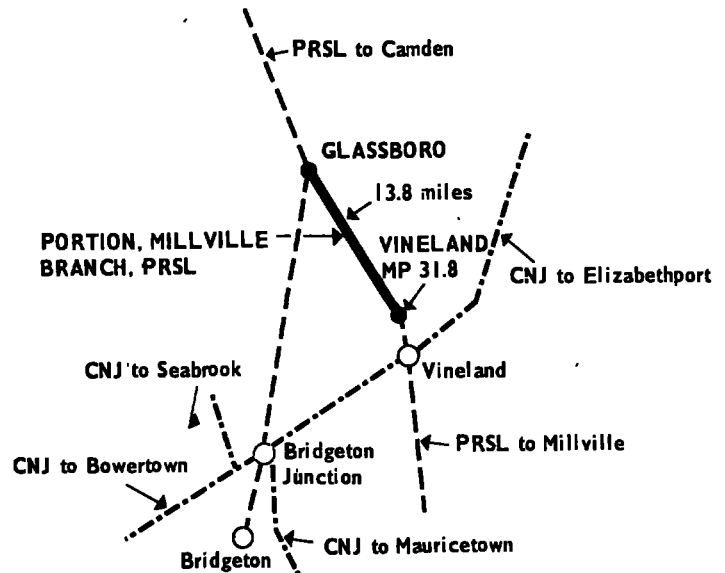 PRSL to Camden
GLASSBORO
13.8 miles
PORTION, MILLVILLE
BRANCH, PRSL
VINELAND
MP 31.8
CNJ to Elizabethport
CNJ to Seabrook
Vineland
PRSL to Millville
CNJ to Bowertown
Bridgeton
Junction
Bridgeton
CNJ to Mauricetown